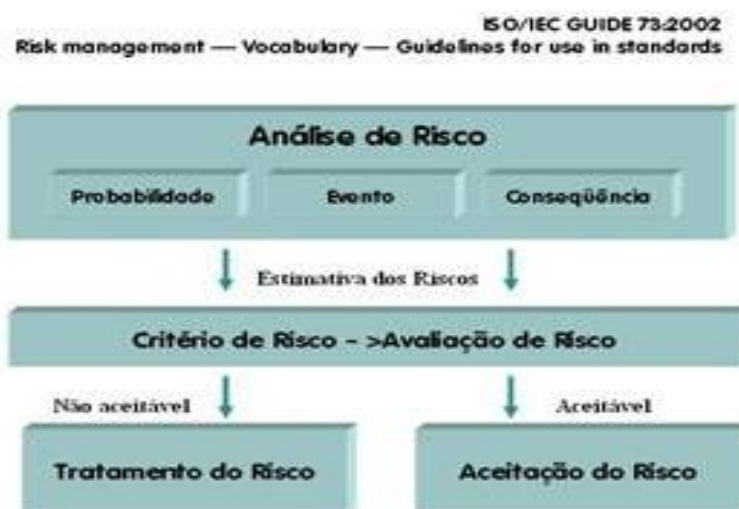 ISO/IEC GUIDE 73:2002
Risk management — Vocabulary — Guidelines for use in standards
Análise de Risco
Probabilidade Evento Conseqüência
Estimativa dos Riscos
Critério de Risco - >Avaliação de Risco
Não aceitável Aceitável
Tratamento do Risco Aceitação do Risco